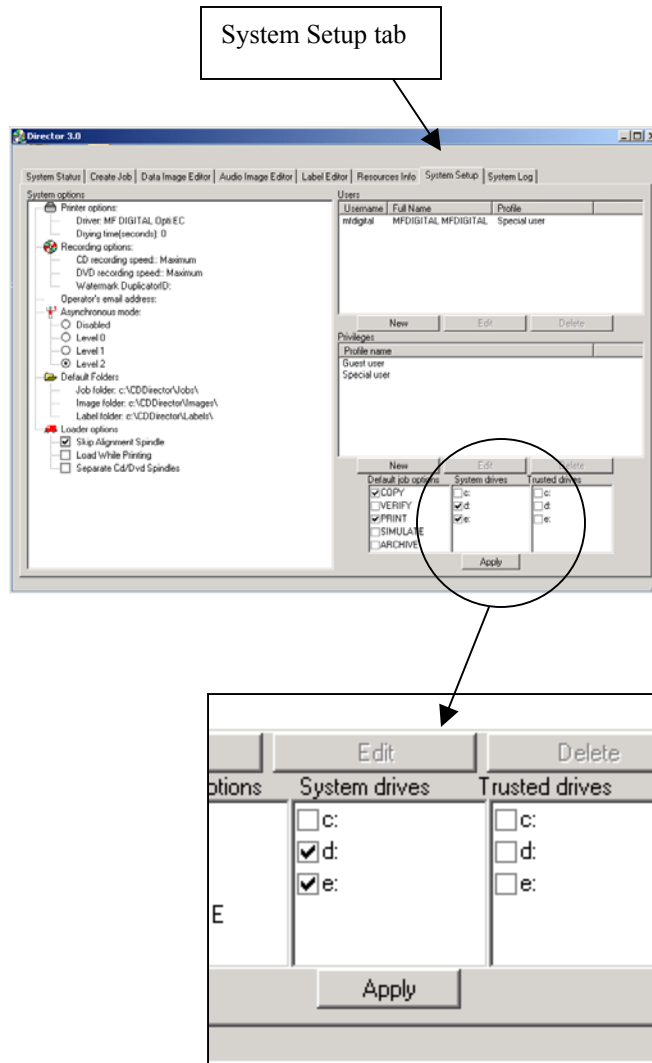 System Setup tab
Director 3.0
System Status | Create Job | Data Image Editor | Audio Image Editor | Label Editor | Resources Info | System Setup | System Log
System options
Printer options:
Driver: MF DIGITAL Opti EC
Drying time(seconds): 0
Recording options:
CD recording speed:: Maximum
DVD recording speed:: Maximum
Watermark DuplicatorID:
Operator's email address:
Asynchronous mode:
Disabled
Level 0
Level 1
Level 2
Default Folders
Job folder: c:\CDDirector\Jobs\
Image folder: c:\CDDirector\Images\
Label folder: c:\CDDirector\Labels\
Loader options
Skip Alignment Spindle
Load While Printing
Separate Cd/Dvd Spindles
Users
Username Full Name Profile
mfdigital MFDIGITAL MFDIGITAL Special user
New Edit Delete
Privileges
Profile name
Guest user
Special user
New Edit Delete
Default job options System drives Trusted drives
COPY c: c:
VERIFY d: d:
PRINT e: e:
SIMULATE
ARCHIVE
Apply
Edit Delete
ptions System drives Trusted drives
c: c:
d: d:
e: e:
E
Apply